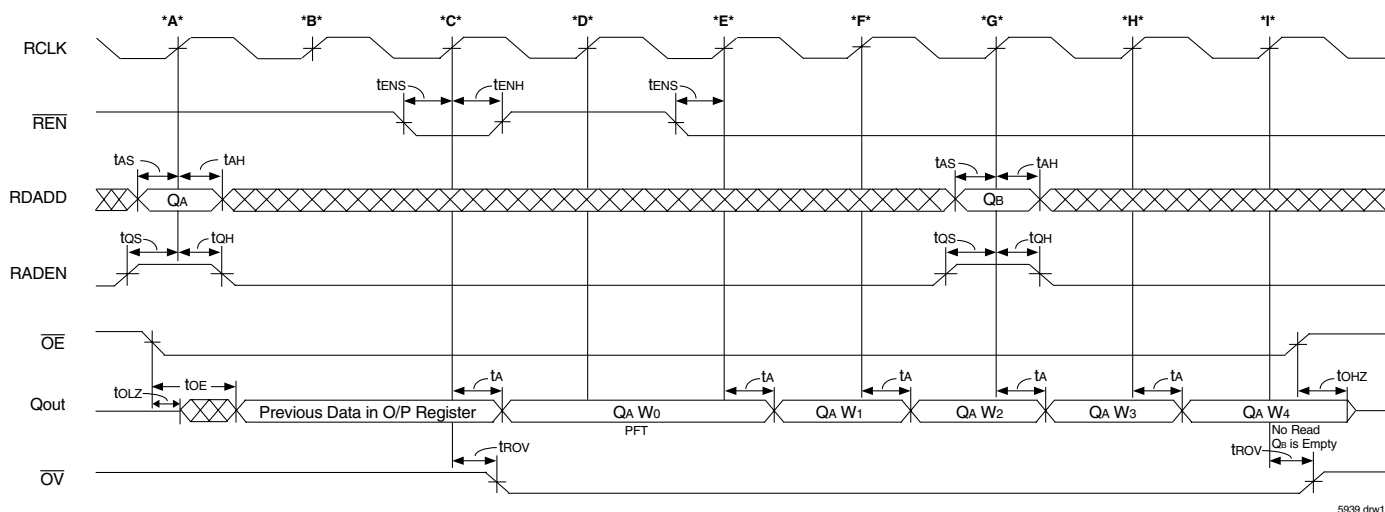 *A* *B* *C* *D* *E* *F* *G* *H* *I*
RCLK
tENS tENH tENS
REN
tAS tAH tAS tAH
RDADD QA QB
tQS tQH tQS tQH
RADEN
OE
tOLZ tOE tA tA tA tA tA tOHZ
Qout Previous Data in O/P Register QA W0 QA W1 QA W2 QA W3 QA W4
PFT No Read
QB is Empty
tROV tROV
OV
5939 drw1